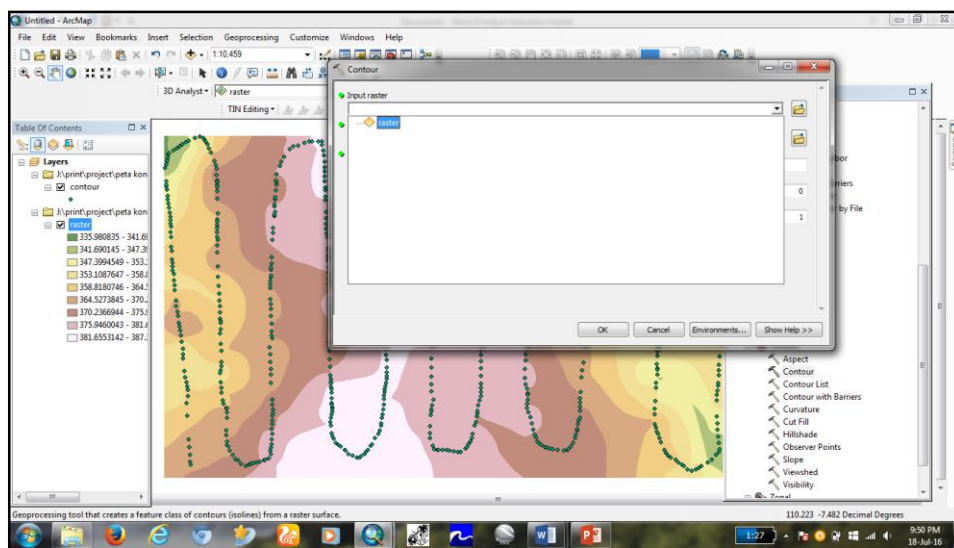 Untitled - ArcMap
File Edit View Bookmarks Insert Selection Geoprocessing Customize Windows Help
1:10,459
Contour
3D Analyst
raster
TIN Editing
Input raster
raster
0
1
OK
Cancel
Environments...
Show Help >>
Table Of Contents
Layers
J:\print\project\peta kon
contour
J:\print\project\peta kon
raster
335.980835 - 341.69
341.690145 - 347.39
347.3994549 - 353.
353.1087647 - 358.8
358.8180746 - 364.
364.5273845 - 370.2
370.2366944 - 375.9
375.9460043 - 381.6
381.6553142 - 387.
by File
Aspect
Contour
Contour List
Contour with Barriers
Curvature
Cut Fill
Hillshade
Observer Points
Slope
Viewshed
Visibility
Zonal
Geoprocessing tool that creates a feature class of contours (isolines) from a raster surface.
110.223 -7.482 Decimal Degrees
1:27
9:50 PM
18-Jul-16